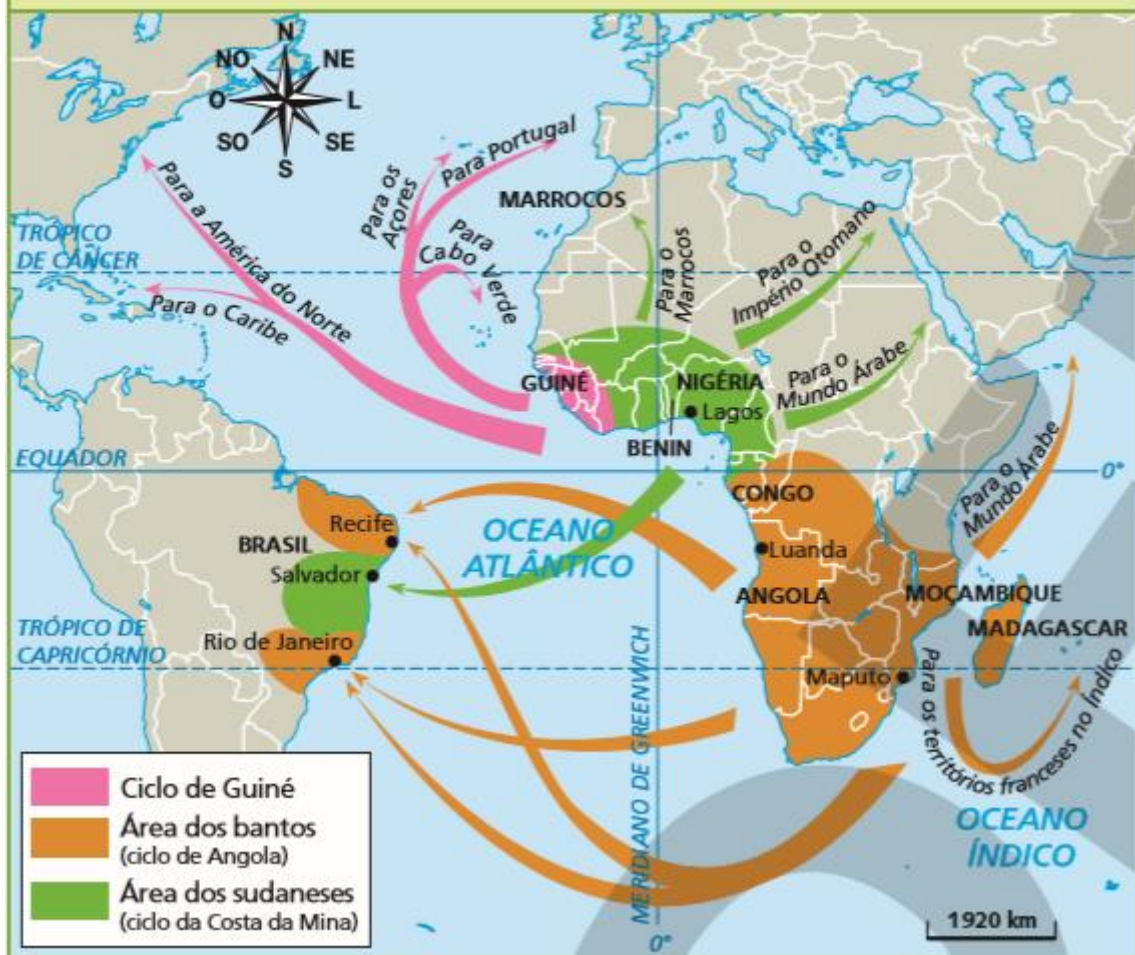 N
NO
NE
O
L
SO
SE
S
Para Portugal
Para os
Açores
Para
Cabo Verde
Para a América do Norte
Para o Caribe
MARROCOS
Para o
Marrocos
Para o
Império Otomano
Para o
Mundo Árabe
TRÓPICO
DE CÂNCER
GUINÉ
NIGÉRIA
Lagos
BENIN
EQUADOR
0°
CONGO
Para o
Mundo Árabe
Recife
BRASIL
Salvador
OCEANO
ATLÂNTICO
Luanda
ANGOLA
MOÇAMBIQUE
MADAGASCAR
TRÓPICO DE
CAPRICÓRNIO
Rio de Janeiro
Maputo
MERIDIANO DE GREENWICH
Para os territórios franceses no Índico
OCEANO
ÍNDICO
Ciclo de Guiné
Área dos bantos
(ciclo de Angola)
Área dos sudaneses
(ciclo da Costa da Mina)
0°
1920 km